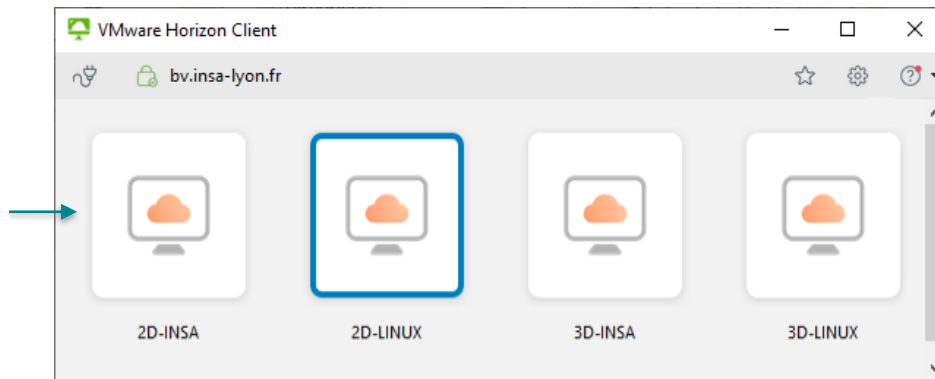 VMware Horizon Client
bv.insa-lyon.fr
2D-INSA
2D-LINUX
3D-INSA
3D-LINUX